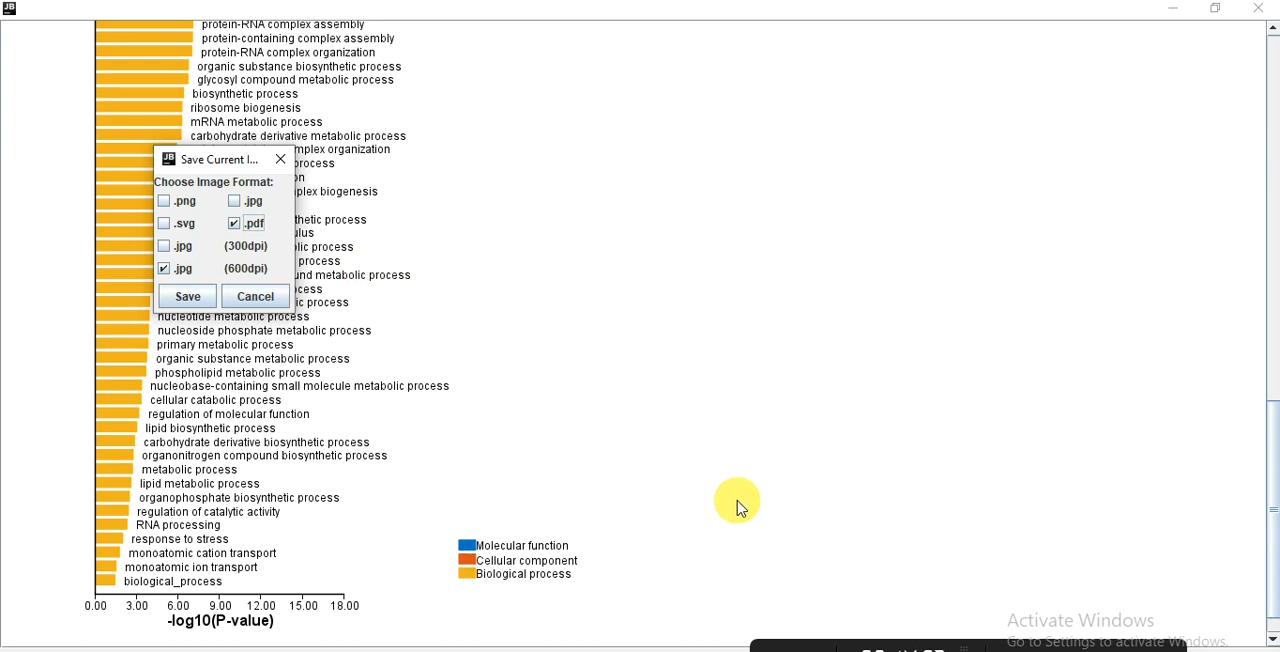 JB
protein-RNA complex assembly
protein-containing complex assembly
protein-RNA complex organization
organic substance biosynthetic process
glycosyl compound metabolic process
biosynthetic process
ribosome biogenesis
mRNA metabolic process
carbohydrate derivative metabolic process
mplex organization
JB Save Current I...
process
Choose Image Format:
on
plex biogenesis
.png .jpg
thetic process
.svg .pdf
ulus
lic process
.jpg (300dpi)
process
.jpg (600dpi)
und metabolic process
cess
Save Cancel
ic process
nucleotide metabolic process
nucleoside phosphate metabolic process
primary metabolic process
organic substance metabolic process
phospholipid metabolic process
nucleobase-containing small molecule metabolic process
cellular catabolic process
regulation of molecular function
lipid biosynthetic process
carbohydrate derivative biosynthetic process
organonitrogen compound biosynthetic process
metabolic process
lipid metabolic process
organophosphate biosynthetic process
regulation of catalytic activity
RNA processing
response to stress
monoatomic cation transport
monoatomic ion transport
biological_process
Molecular function
Cellular component
Biological process
0.00 3.00 6.00 9.00 12.00 15.00 18.00
-log10(P-value)
Activate Windows
Go to Settings to activate Windows.